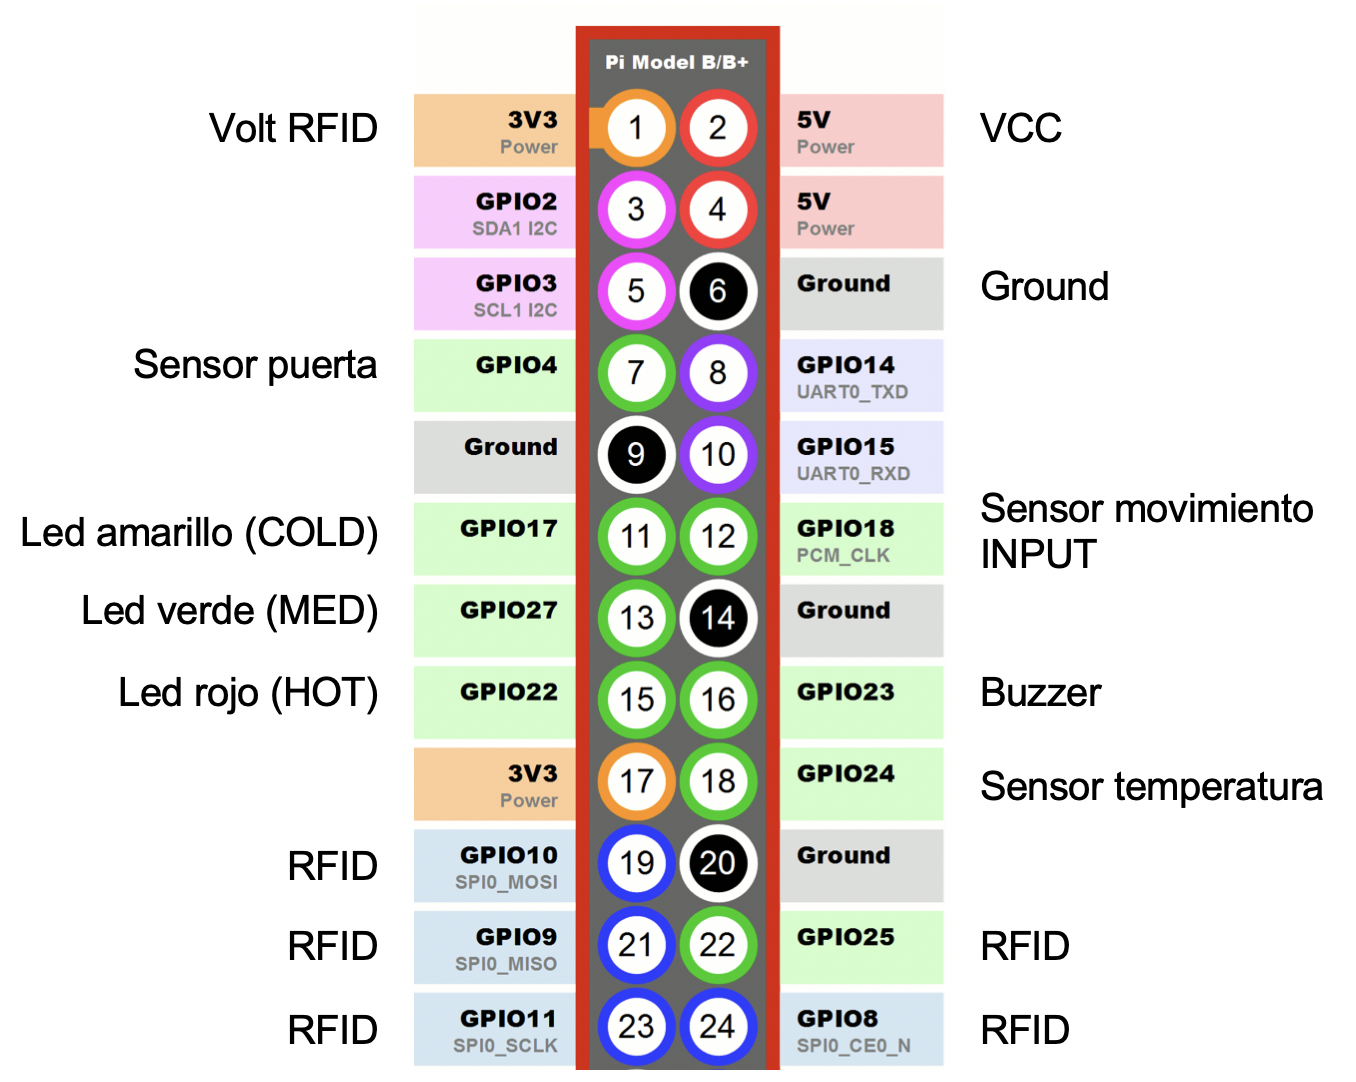 Pi Model B/B+
Volt RFID 3V3 1 2 5V VCC
Power Power
GPIO2 3 4 5V
SDA1 I2C Power
GPIO3 5 6 Ground Ground
SCL1 I2C
Sensor puerta GPIO4 7 8 GPIO14
UART0_TXD
Ground 9 10 GPIO15
UART0_RXD
Led amarillo (COLD) GPIO17 11 12 GPIO18 Sensor movimiento
PCM_CLK INPUT
Led verde (MED) GPIO27 13 14 Ground
Led rojo (HOT) GPIO22 15 16 GPIO23 Buzzer
3V3 17 18 GPIO24 Sensor temperatura
Power
RFID GPIO10 19 20 Ground
SPI0_MOSI
RFID GPIO9 21 22 GPIO25 RFID
SPI0_MISO
RFID GPIO11 23 24 GPIO8 RFID
SPI0_SCLK SPI0_CE0_N